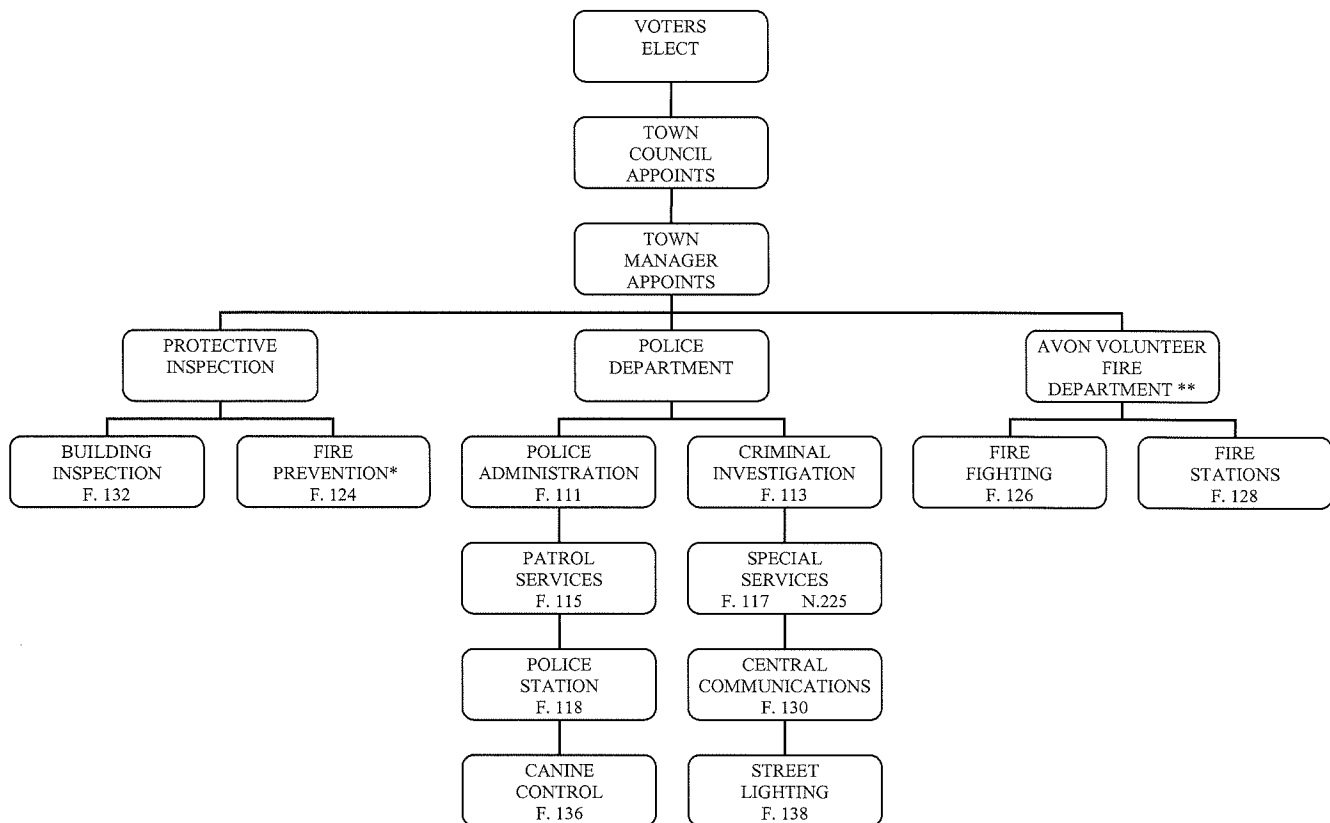 VOTERS
ELECT
TOWN
COUNCIL
APPOINTS
TOWN
MANAGER
APPOINTS
PROTECTIVE
INSPECTION
POLICE
DEPARTMENT
AVON VOLUNTEER
FIRE
DEPARTMENT **
BUILDING
INSPECTION
F. 132
FIRE
PREVENTION*
F. 124
POLICE
ADMINISTRATION
F. 111
CRIMINAL
INVESTIGATION
F. 113
FIRE
FIGHTING
F. 126
FIRE
STATIONS
F. 128
PATROL
SERVICES
F. 115
SPECIAL
SERVICES
F. 117 N.225
POLICE
STATION
F. 118
CENTRAL
COMMUNICATIONS
F. 130
CANINE
CONTROL
F. 136
STREET
LIGHTING
F. 138